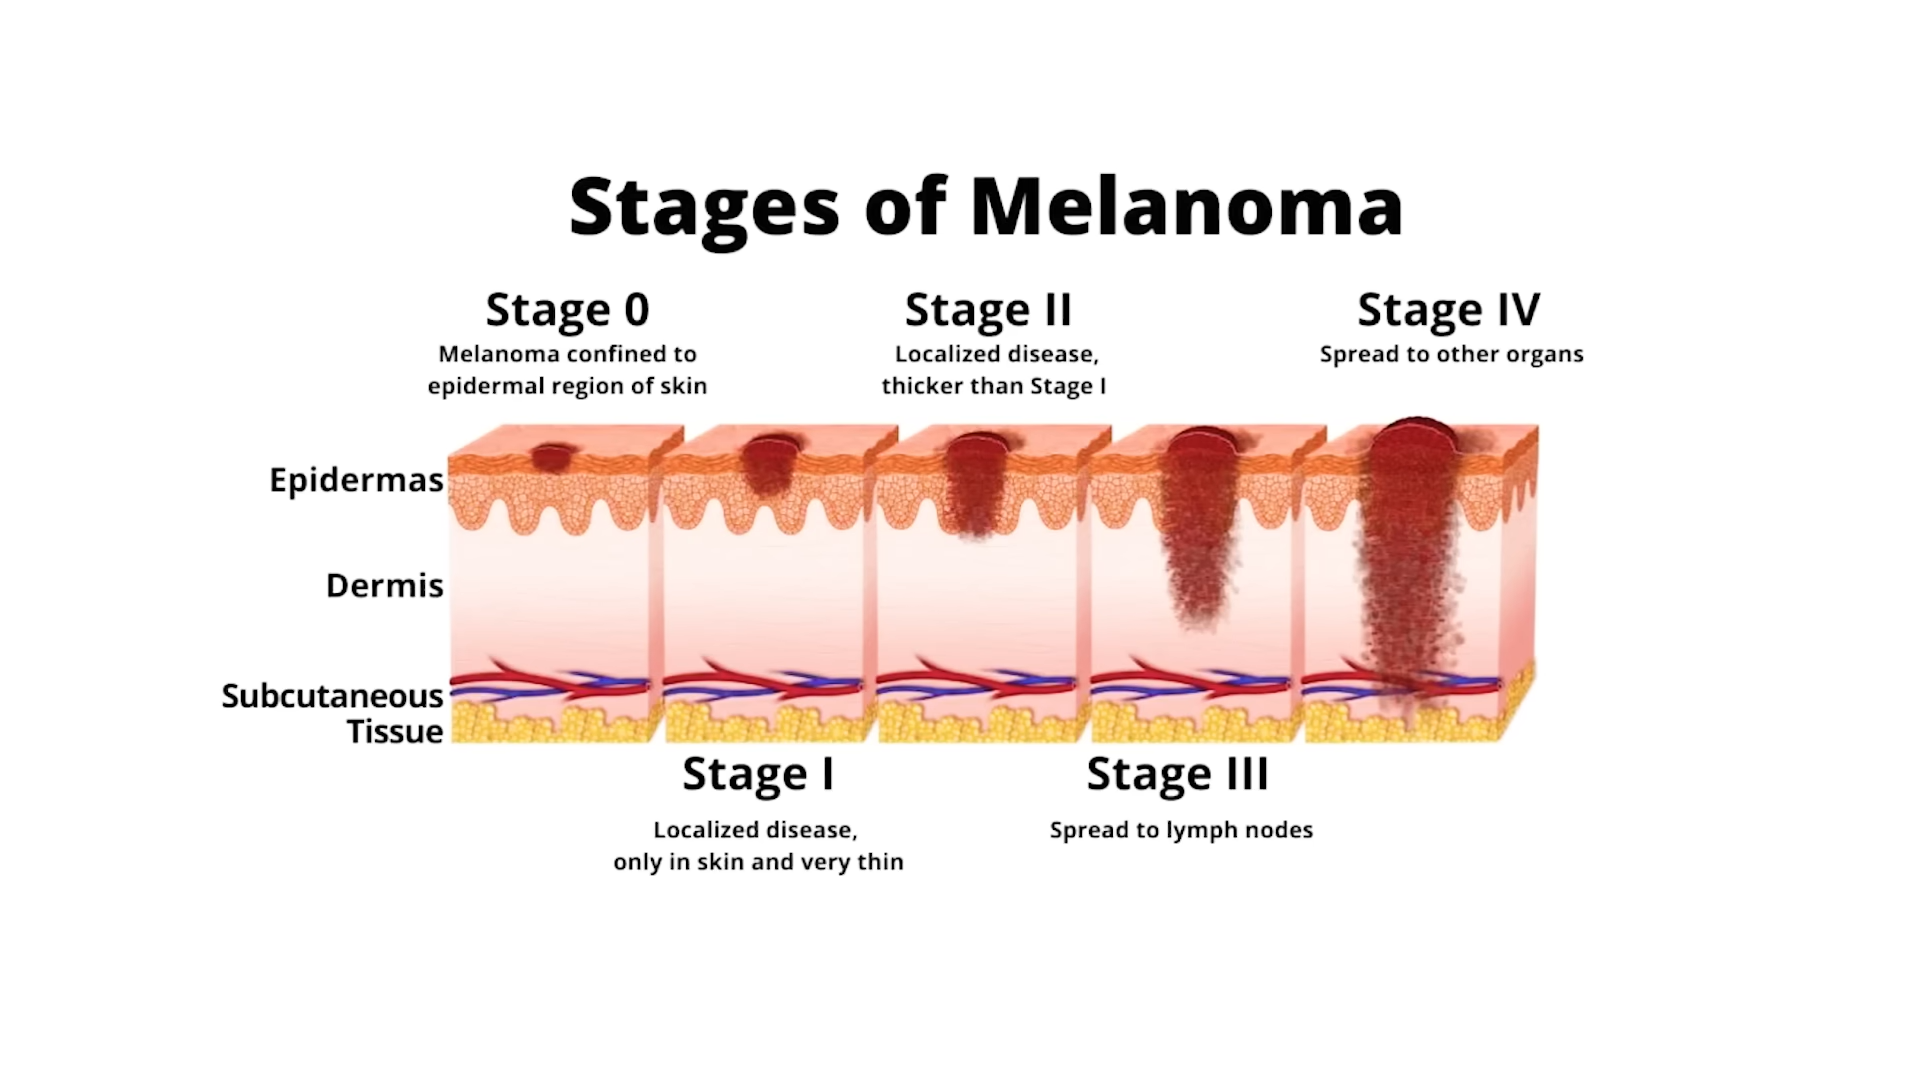 Stages of Melanoma
Stage 0
Melanoma confined to
epidermal region of skin
Stage II
Localized disease,
thicker than Stage I
Stage IV
Spread to other organs
Epidermas
Dermis
Subcutaneous
Tissue
Stage I
Localized disease,
only in skin and very thin
Stage III
Spread to lymph nodes